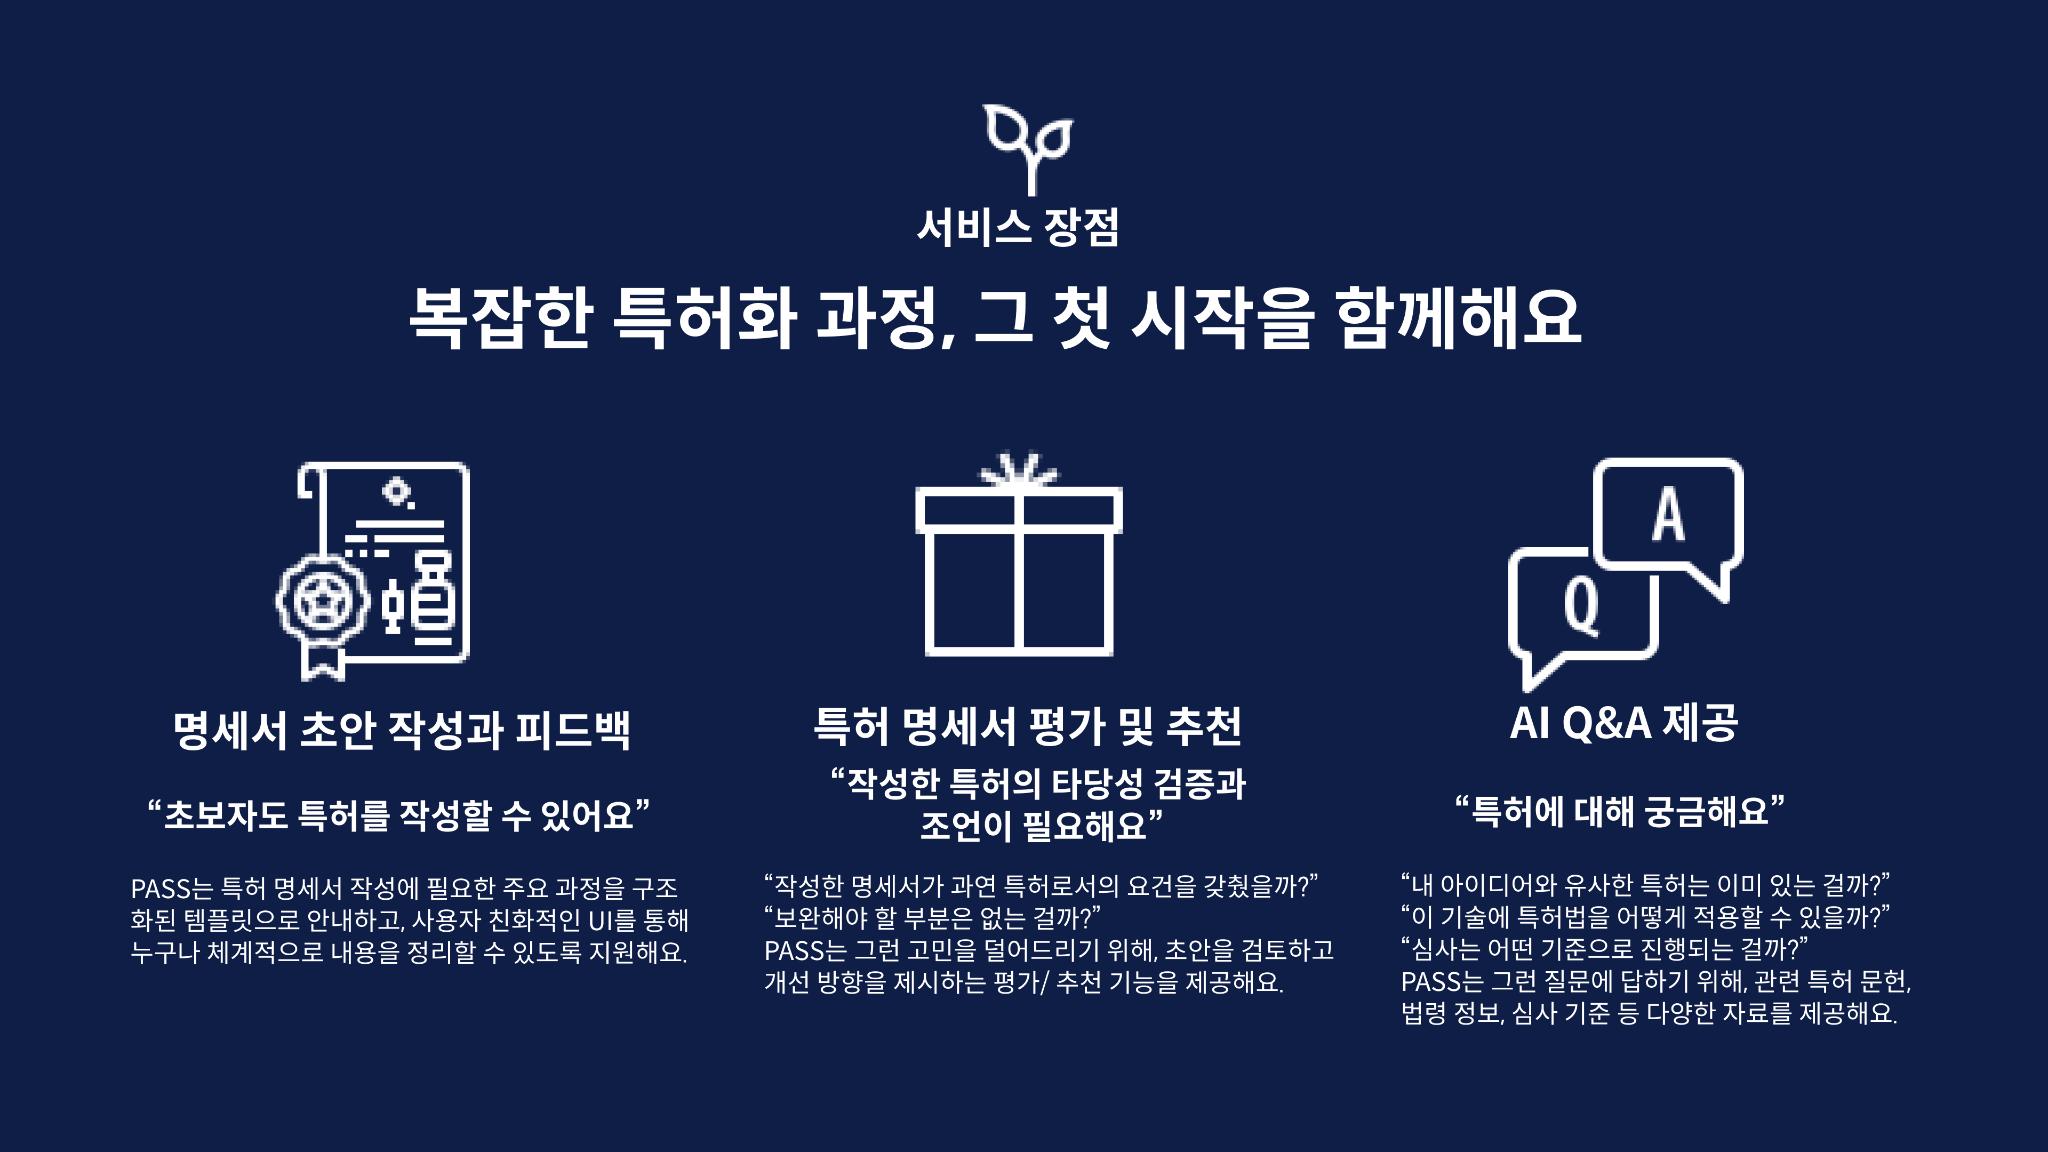 서비스 장점
복잡한 특허화 과정, 그 첫 시작을 함께해요
A
Q
명세서 초안 작성과 피드백
“초보자도 특허를 작성할 수 있어요”
PASS는 특허 명세서 작성에 필요한 주요 과정을 구조
화된 템플릿으로 안내하고, 사용자 친화적인 UI를 통해
누구나 체계적으로 내용을 정리할 수 있도록 지원해요.
특허 명세서 평가 및 추천
“작성한 특허의 타당성 검증과
조언이 필요해요”
“작성한 명세서가 과연 특허로서의 요건을 갖췄을까?”
“보완해야 할 부분은 없는 걸까?”
PASS는 그런 고민을 덜어드리기 위해, 초안을 검토하고
개선 방향을 제시하는 평가/ 추천 기능을 제공해요.
AI Q&A 제공
“특허에 대해 궁금해요”
“내 아이디어와 유사한 특허는 이미 있는 걸까?”
“이 기술에 특허법을 어떻게 적용할 수 있을까?”
“심사는 어떤 기준으로 진행되는 걸까?”
PASS는 그런 질문에 답하기 위해, 관련 특허 문헌,
법령 정보, 심사 기준 등 다양한 자료를 제공해요.